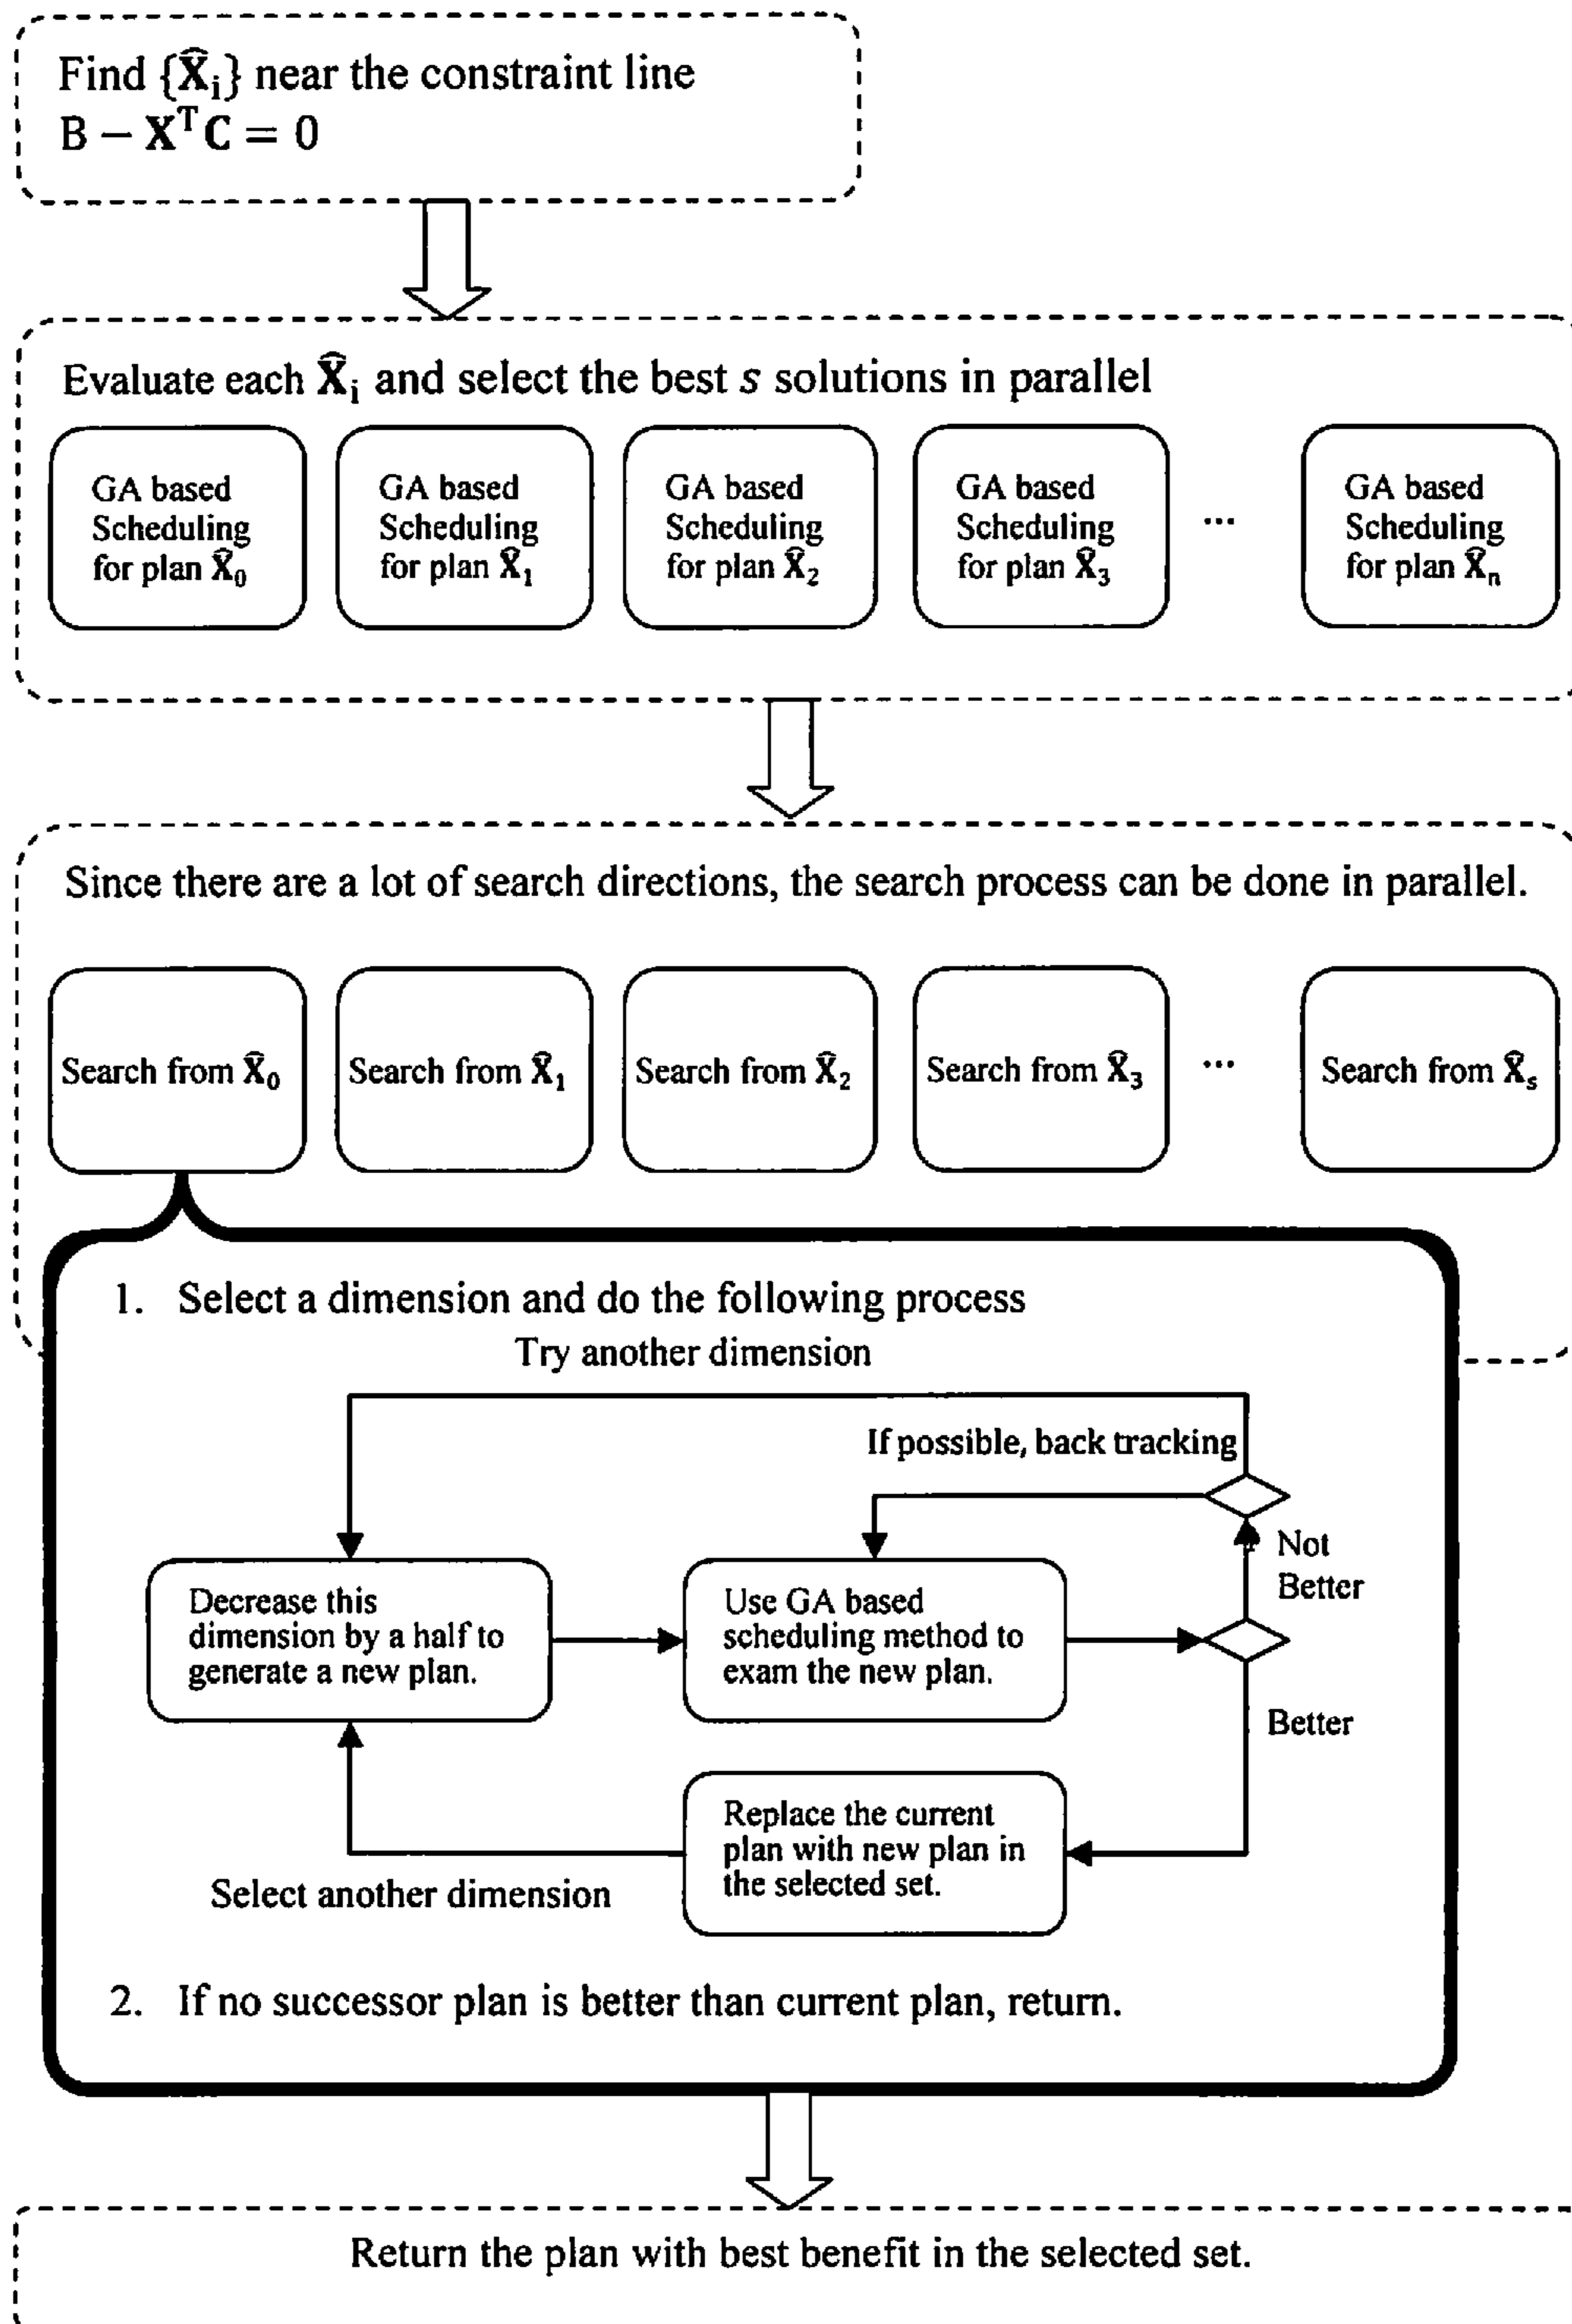 Find {X̂ᵢ} near the constraint line
B − XᵀC = 0
Evaluate each X̂ᵢ and select the best s solutions in parallel
GA based
Scheduling
for plan X̂₀
GA based
Scheduling
for plan X̂₁
GA based
Scheduling
for plan X̂₂
GA based
Scheduling
for plan X̂₃
...
GA based
Scheduling
for plan X̂ₙ
Since there are a lot of search directions, the search process can be done in parallel.
Search from X̂₀
Search from X̂₁
Search from X̂₂
Search from X̂₃
...
Search from X̂ₛ
1. Select a dimension and do the following process
Try another dimension
If possible, back tracking
Not
Better
Decrease this
dimension by a half to
generate a new plan.
Use GA based
scheduling method to
exam the new plan.
Better
Replace the current
plan with new plan in
the selected set.
Select another dimension
2. If no successor plan is better than current plan, return.
Return the plan with best benefit in the selected set.